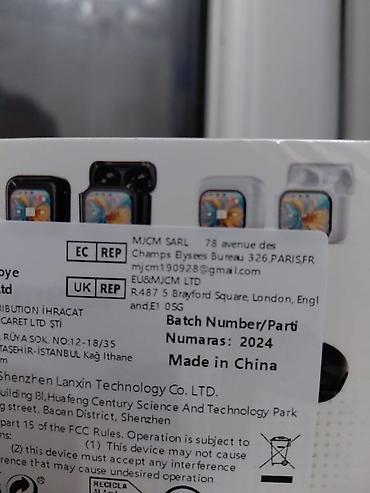 MJCM SARL 78 avenue des
EC REP Champs Elysees Bureau 326,PARIS,FR
mjcm190928@gmail.com
oye
td
EU&MJCM LTD
UK REP R487 5 Brayford Square, London, Engl
and,E1 0SG
RIBUTION İHRACAT
CARET LTD ŞTİ
Batch Number/Parti
Numaras: 2024
RÜYA SOK. NO:12-18/35
TAŞEHİR-İSTANBUL Kağ Ithane
m
Made in China
Shenzhen Lanxin Technology Co. LTD.
uilding BI,Huafeng Century Science And Technology Park
g street, Baoan District, Shenzhen
part 15 of the FCC Rules. Operation is subject to
ns: (1) This device may not cause
(2) this device must accept any interference
rence that may cause undesired operation
RECICLA